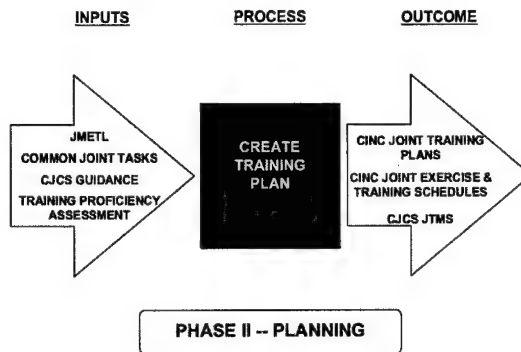 INPUTS
PROCESS
OUTCOME
JMETL
COMMON JOINT TASKS
CJCS GUIDANCE
TRAINING PROFICIENCY
ASSESSMENT
CREATE
TRAINING
PLAN
CINC JOINT TRAINING
PLANS
CINC JOINT EXERCISE &
TRAINING SCHEDULES
CJCS JTMS
PHASE II -- PLANNING